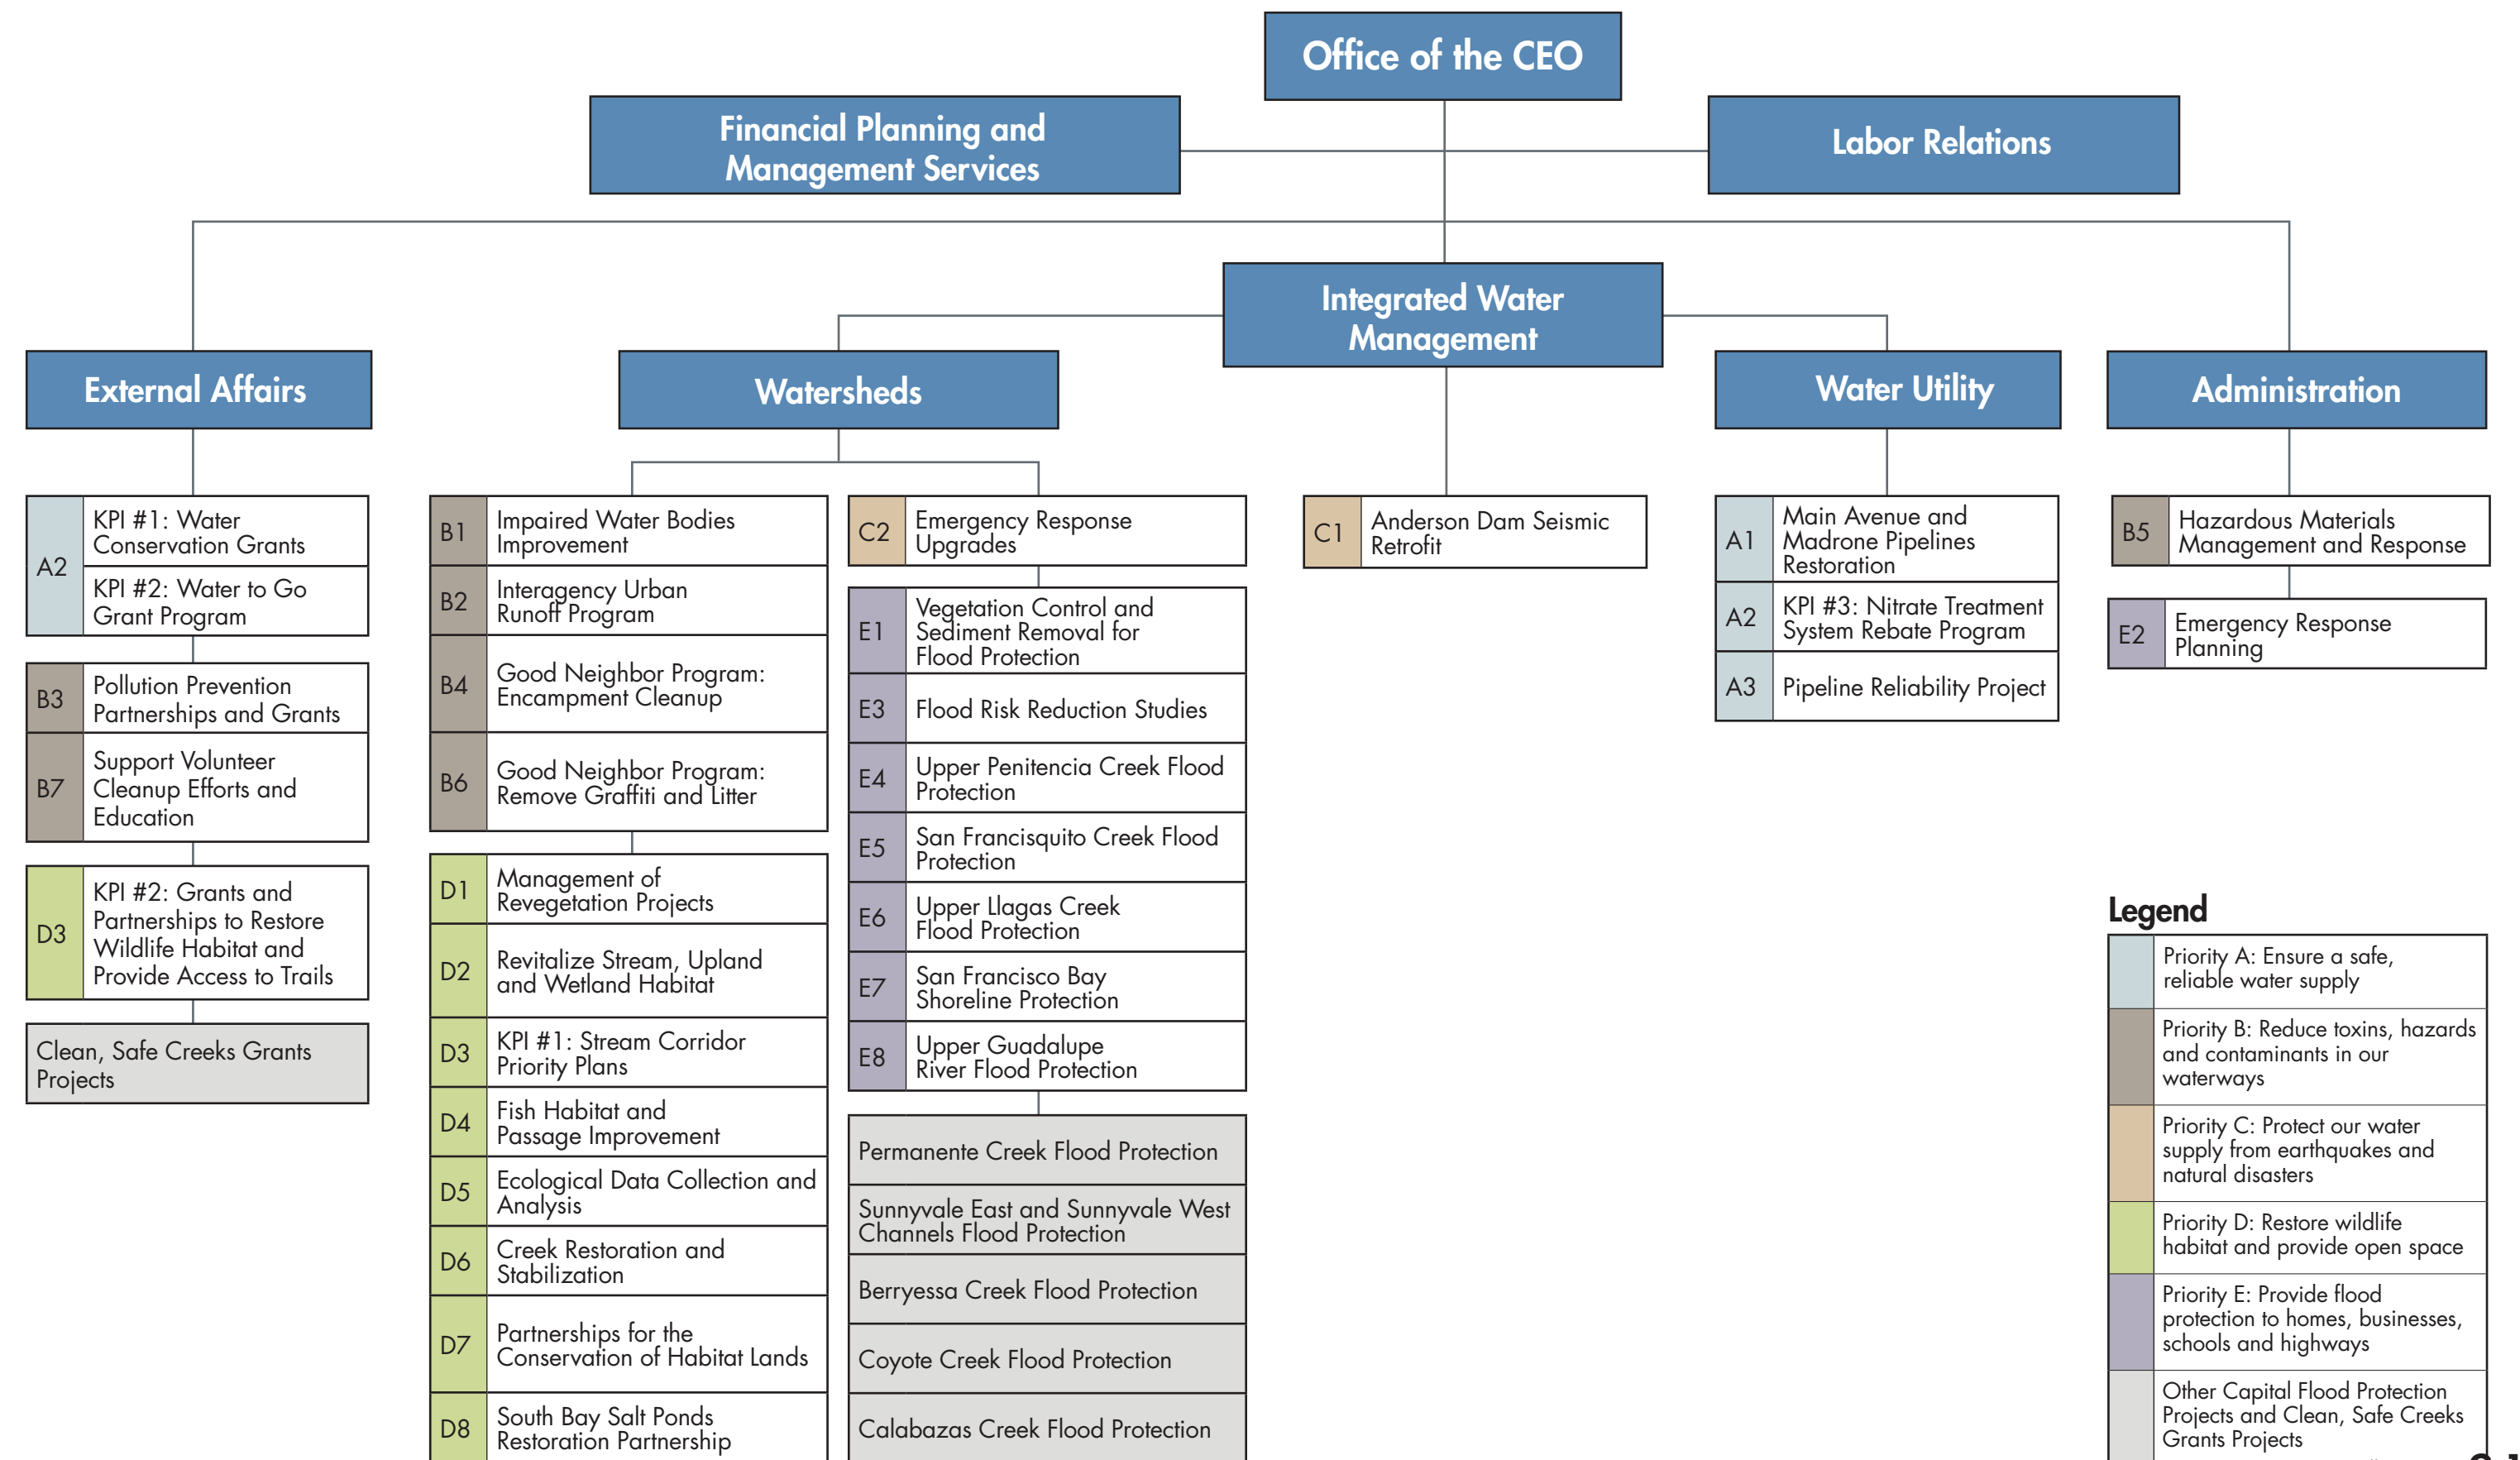 Office of the CEO
Financial Planning and
Management Services
Labor Relations
Integrated Water
Management
External Affairs
Watersheds
Water Utility
Administration
A2
KPI #1: Water
Conservation Grants
KPI #2: Water to Go
Grant Program
B3
Pollution Prevention
Partnerships and Grants
B7
Support Volunteer
Cleanup Efforts and
Education
D3
KPI #2: Grants and
Partnerships to Restore
Wildlife Habitat and
Provide Access to Trails
Clean, Safe Creeks Grants
Projects
B1
Impaired Water Bodies
Improvement
B2
Interagency Urban
Runoff Program
B4
Good Neighbor Program:
Encampment Cleanup
B6
Good Neighbor Program:
Remove Graffiti and Litter
D1
Management of
Revegetation Projects
D2
Revitalize Stream, Upland
and Wetland Habitat
D3
KPI #1: Stream Corridor
Priority Plans
D4
Fish Habitat and
Passage Improvement
D5
Ecological Data Collection and
Analysis
D6
Creek Restoration and
Stabilization
D7
Partnerships for the
Conservation of Habitat Lands
D8
South Bay Salt Ponds
Restoration Partnership
C2
Emergency Response
Upgrades
E1
Vegetation Control and
Sediment Removal for
Flood Protection
E3
Flood Risk Reduction Studies
E4
Upper Penitencia Creek Flood
Protection
E5
San Francisquito Creek Flood
Protection
E6
Upper Llagas Creek
Flood Protection
E7
San Francisco Bay
Shoreline Protection
E8
Upper Guadalupe
River Flood Protection
Permanente Creek Flood Protection
Sunnyvale East and Sunnyvale West
Channels Flood Protection
Berryessa Creek Flood Protection
Coyote Creek Flood Protection
Calabazas Creek Flood Protection
C1
Anderson Dam Seismic
Retrofit
A1
Main Avenue and
Madrone Pipelines
Restoration
A2
KPI #3: Nitrate Treatment
System Rebate Program
A3
Pipeline Reliability Project
B5
Hazardous Materials
Management and Response
E2
Emergency Response
Planning
Legend
Priority A: Ensure a safe,
reliable water supply
Priority B: Reduce toxins, hazards
and contaminants in our
waterways
Priority C: Protect our water
supply from earthquakes and
natural disasters
Priority D: Restore wildlife
habitat and provide open space
Priority E: Provide flood
protection to homes, businesses,
schools and highways
Other Capital Flood Protection
Projects and Clean, Safe Creeks
Grants Projects